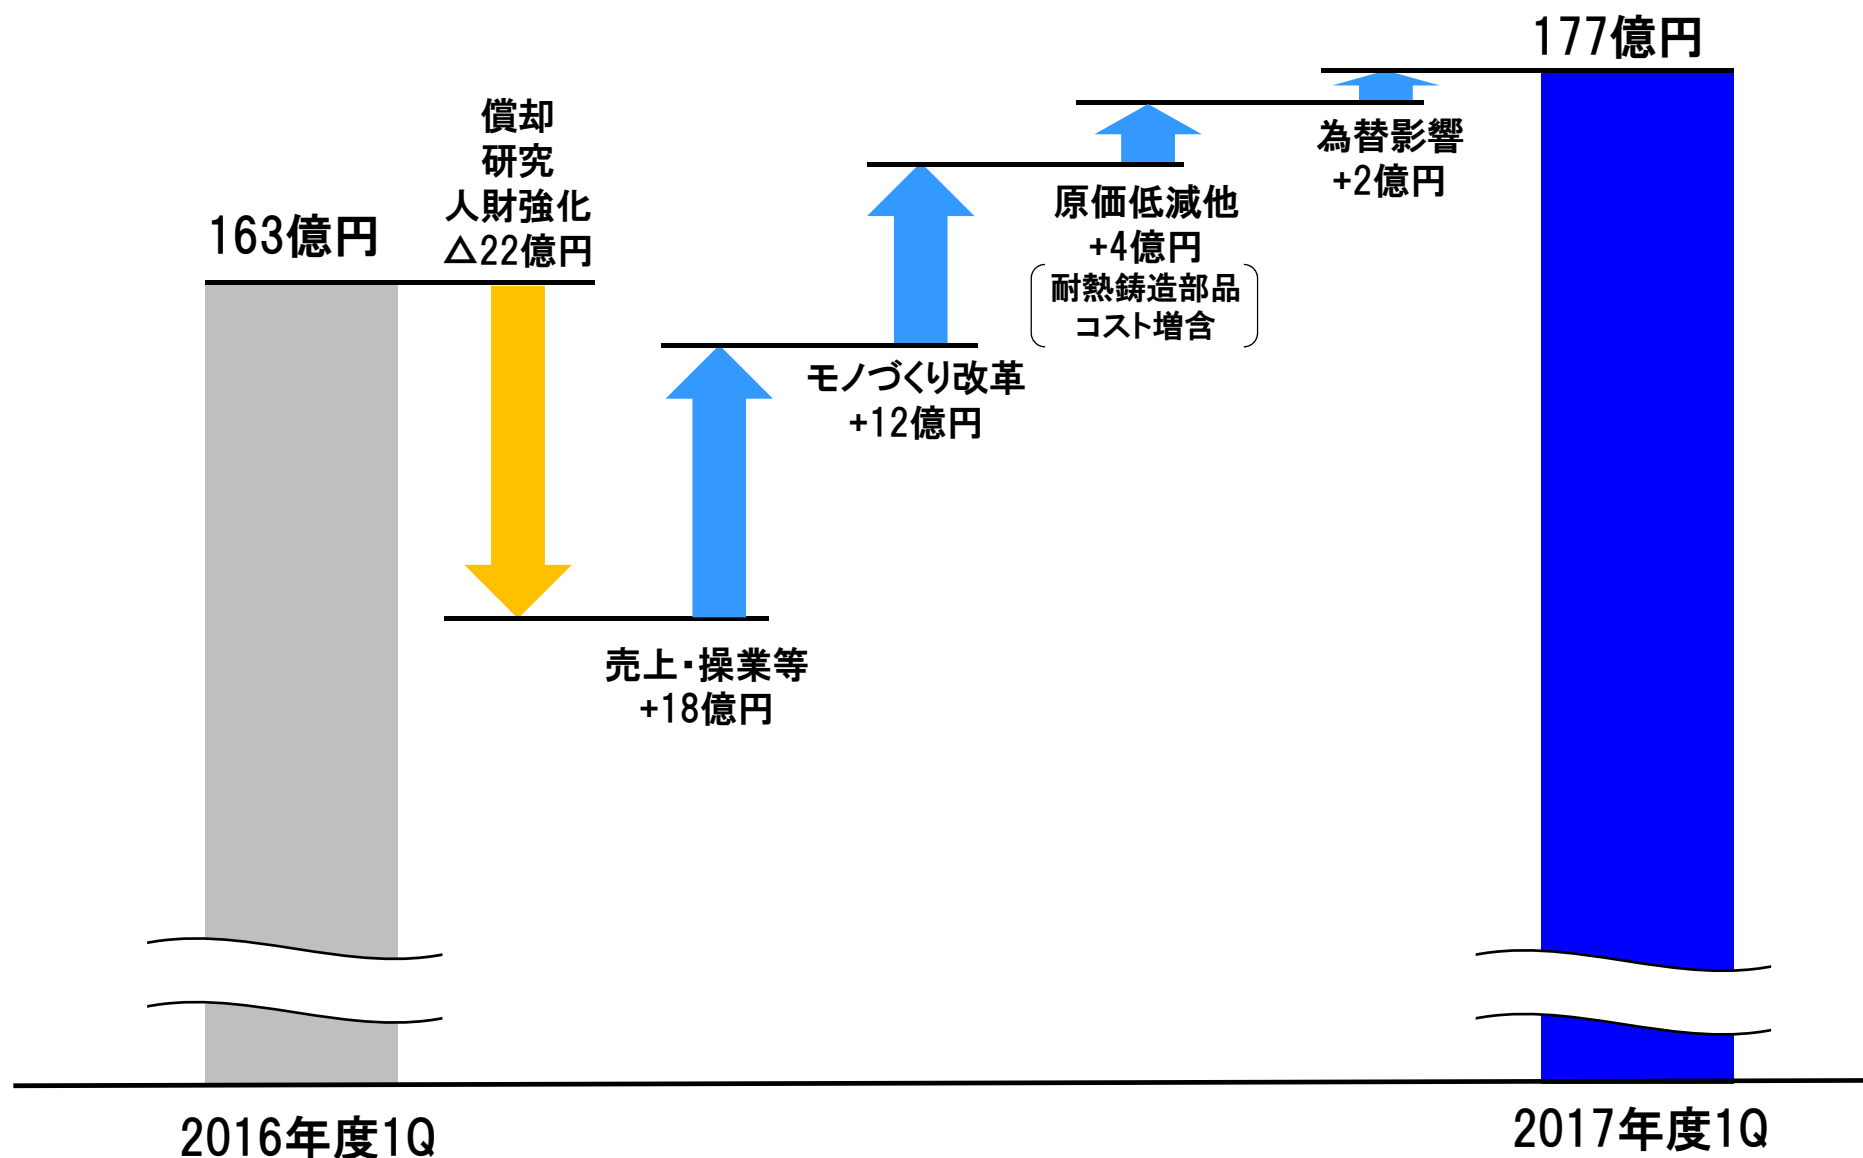 163億円
償却
研究
人財強化
△22億円
売上・操業等
+18億円
モノづくり改革
+12億円
原価低減他
+4億円
耐熱鋳造部品
コスト増含
為替影響
+2億円
177億円
2016年度1Q
2017年度1Q